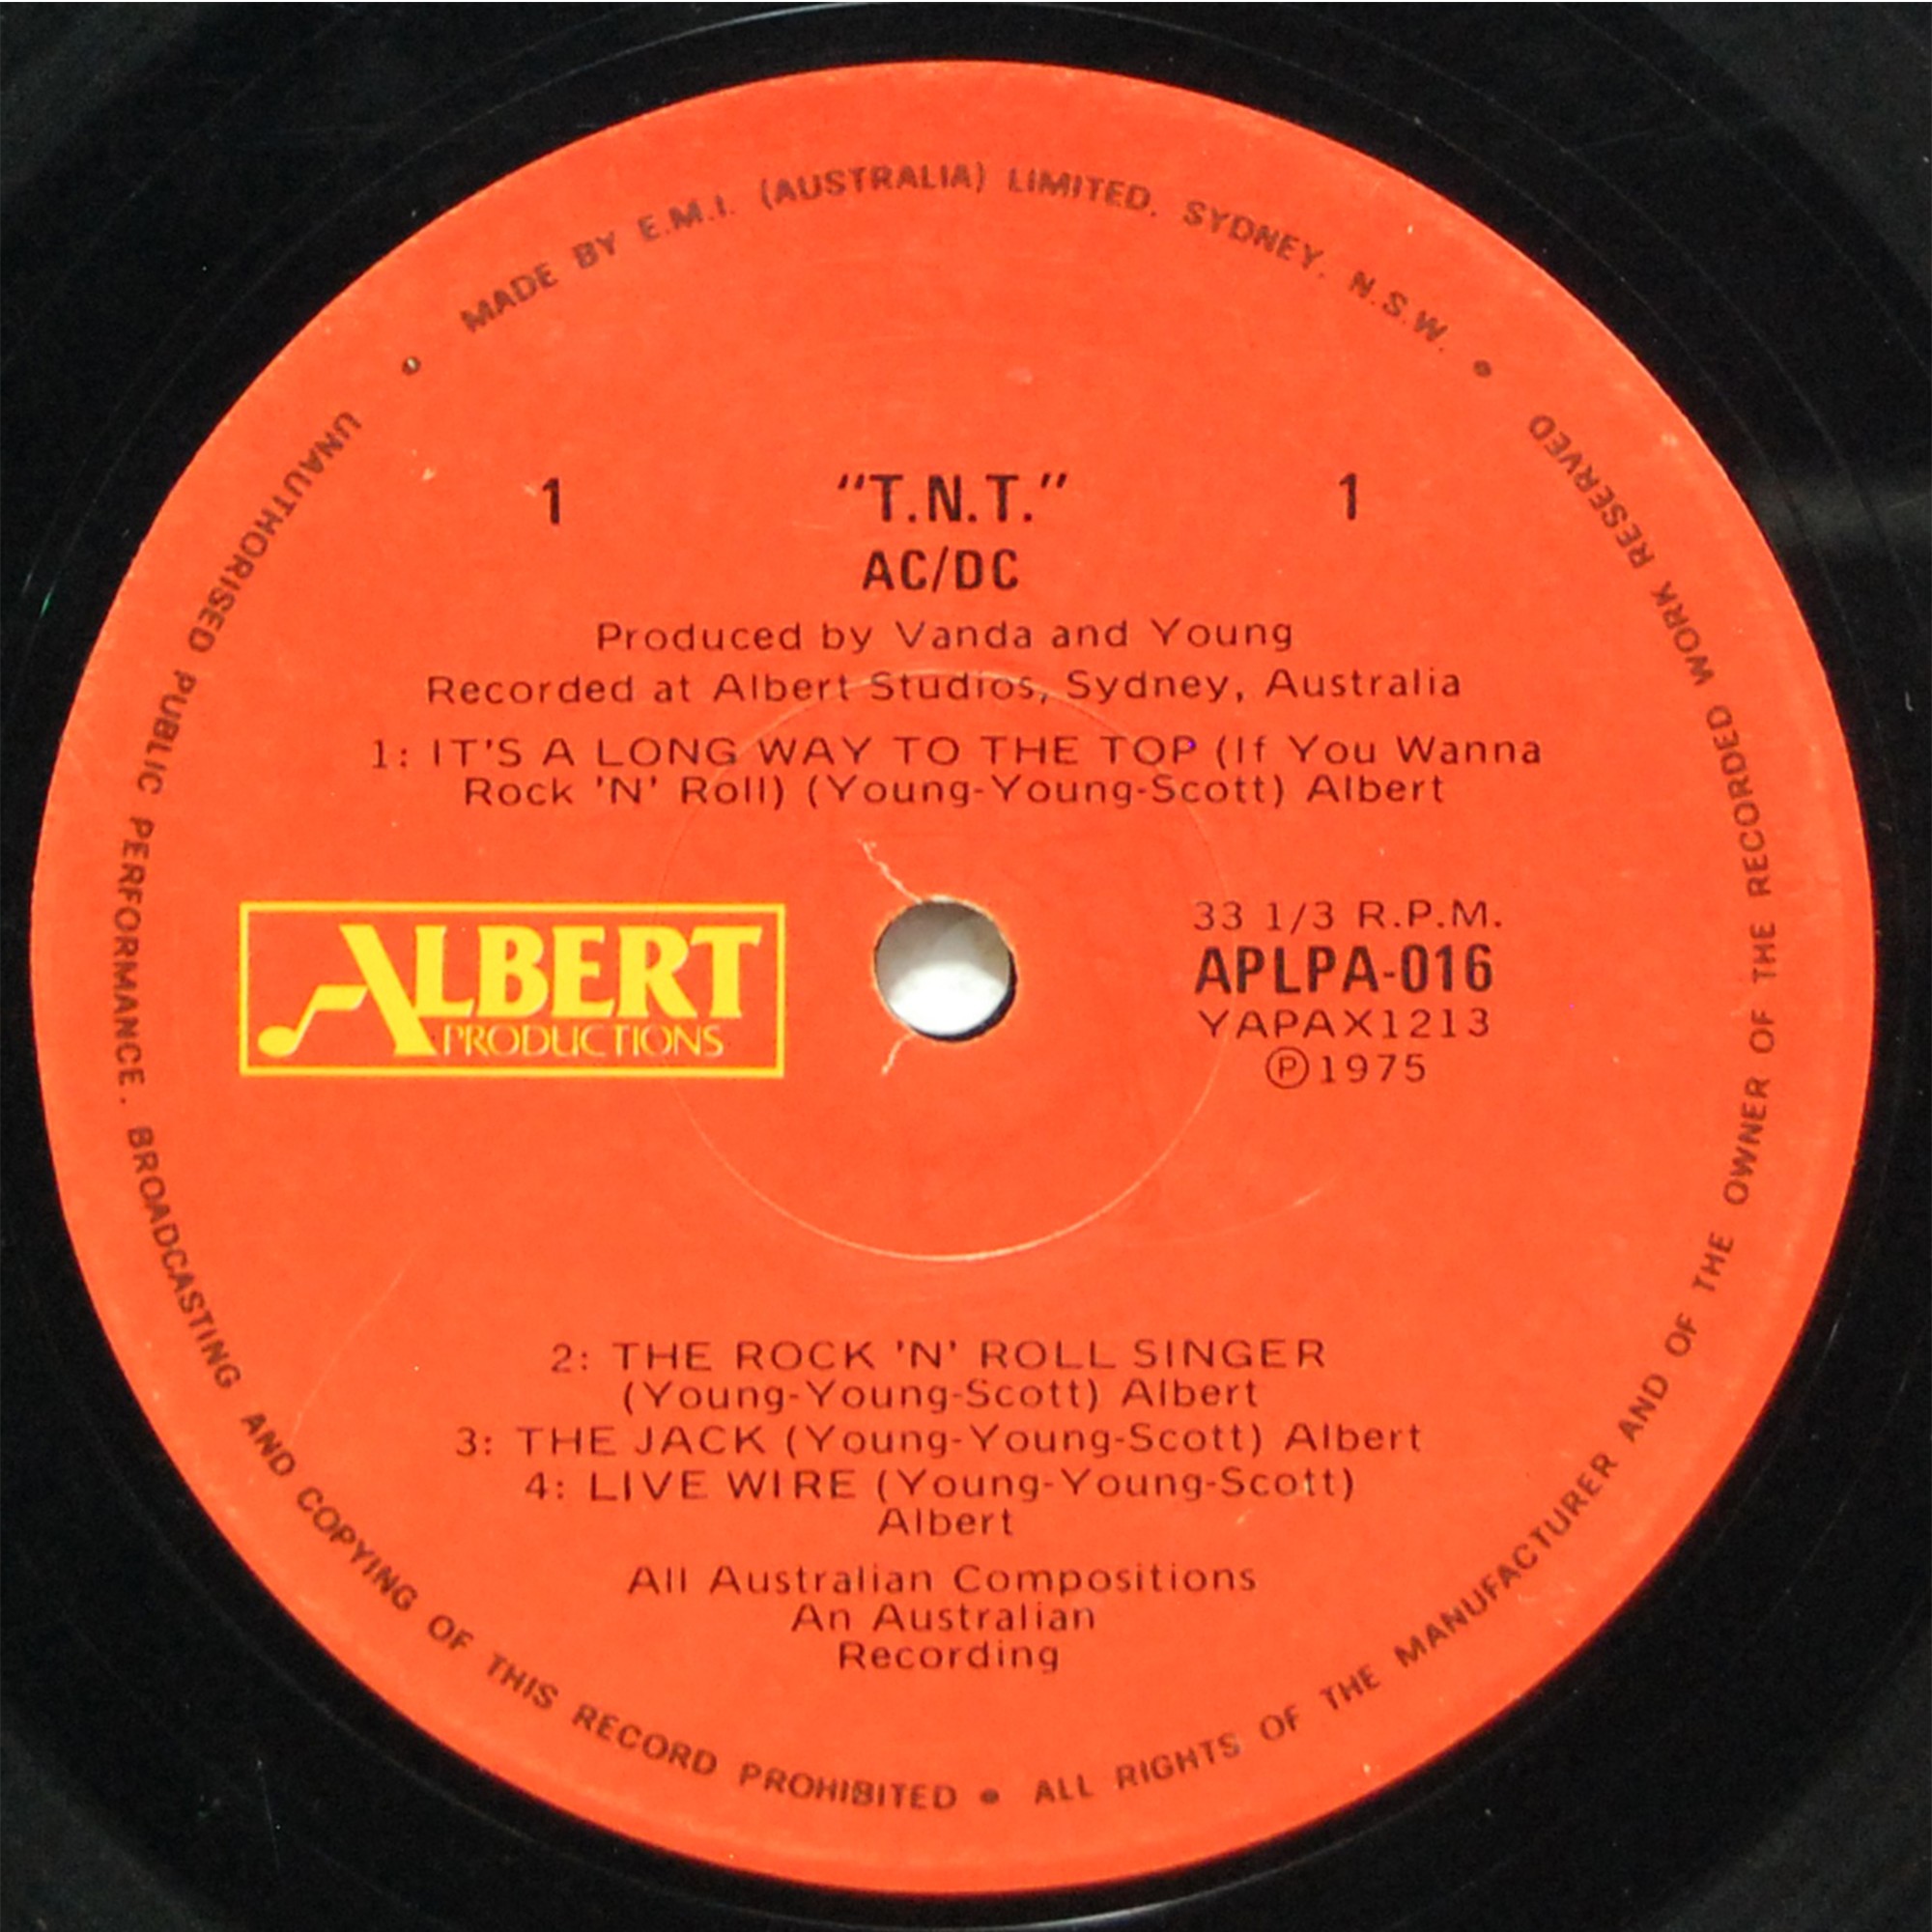 MADE BY E.M.I. (AUSTRALIA) LIMITED. SYDNEY. N.S.W.
1 "T.N.T." 1
AC/DC
Produced by Vanda and Young
Recorded at Albert Studios, Sydney, Australia
1: IT'S A LONG WAY TO THE TOP (If You Wanna
Rock 'N' Roll) (Young-Young-Scott) Albert
ALBERT
PRODUCTIONS
33 1/3 R.P.M.
APLPA-016
YAPAX1213
Ⓟ1975
2: THE ROCK 'N' ROLL SINGER
(Young-Young-Scott) Albert
3: THE JACK (Young-Young-Scott) Albert
4: LIVE WIRE (Young-Young-Scott)
Albert
All Australian Compositions
An Australian
Recording
UNAUTHORISED PUBLIC PERFORMANCE. BROADCASTING AND COPYING OF THIS RECORD PROHIBITED • ALL RIGHTS OF THE MANUFACTURER AND OF THE OWNER OF THE RECORDED WORK RESERVED